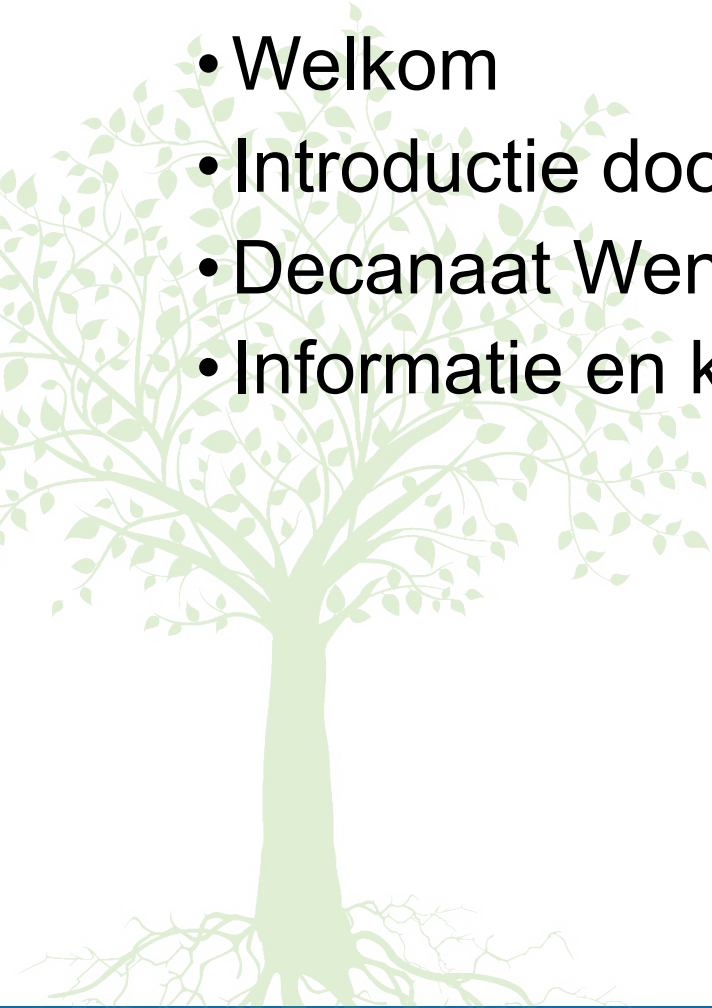 • Welkom
• Introductie
• Decanaat
• Informatie en